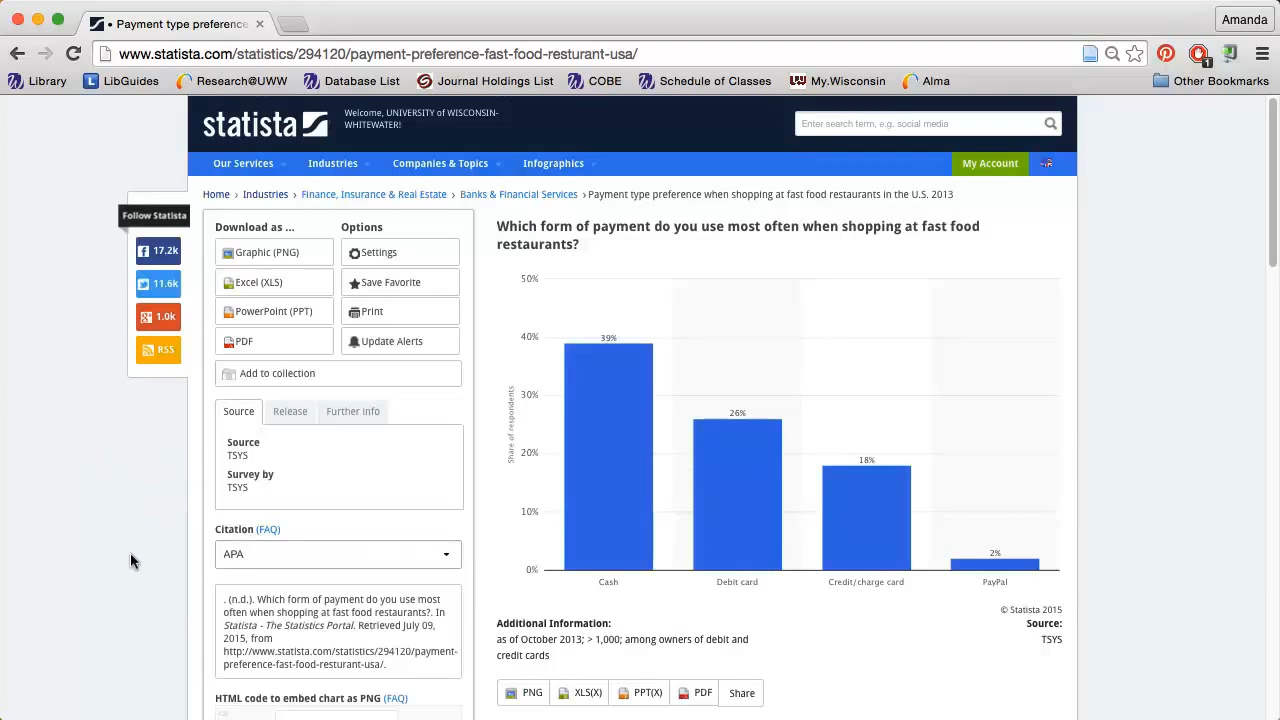 • Payment type preference
Amanda
www.statista.com/statistics/294120/payment-preference-fast-food-resturant-usa/
1
Library
LibGuides
Research@UWW
Database List
Journal Holdings List
COBE
Schedule of Classes
My.Wisconsin
Alma
Other Bookmarks
statista
Welcome, UNIVERSITY of WISCONSIN-
WHITEWATER!
Enter search term, e.g. social media
Our Services
Industries
Companies & Topics
Infographics
My Account
Home › Industries › Finance, Insurance & Real Estate › Banks & Financial Services › Payment type preference when shopping at fast food restaurants in the U.S. 2013
Follow Statista
17.2k
11.6k
1.0k
RSS
Download as ...
Options
Graphic (PNG)
Settings
Excel (XLS)
Save Favorite
PowerPoint (PPT)
Print
PDF
Update Alerts
Add to collection
Source
Release
Further info
Source
TSYS
Survey by
TSYS
Citation (FAQ)
APA
. (n.d.). Which form of payment do you use most
often when shopping at fast food restaurants?. In
Statista - The Statistics Portal. Retrieved July 09,
2015, from
http://www.statista.com/statistics/294120/payment-
preference-fast-food-resturant-usa/.
HTML code to embed chart as PNG (FAQ)
Which form of payment do you use most often when shopping at fast food
restaurants?
Share of respondents
50%
40%
30%
20%
10%
0%
39%
26%
18%
2%
Cash
Debit card
Credit/charge card
PayPal
© Statista 2015
Additional Information:
as of October 2013; > 1,000; among owners of debit and
credit cards
Source:
TSYS
PNG
XLS(X)
PPT(X)
PDF
Share